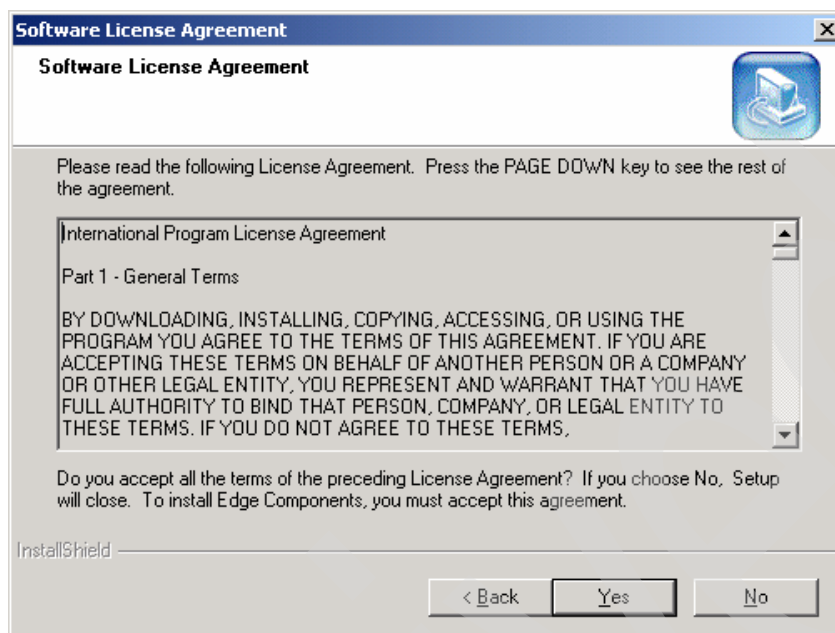 Software License Agreement
Software License Agreement
Please read the following License Agreement. Press the PAGE DOWN key to see the rest of
the agreement.
International Program License Agreement
Part 1 - General Terms
BY DOWNLOADING, INSTALLING, COPYING, ACCESSING, OR USING THE
PROGRAM YOU AGREE TO THE TERMS OF THIS AGREEMENT. IF YOU ARE
ACCEPTING THESE TERMS ON BEHALF OF ANOTHER PERSON OR A COMPANY
OR OTHER LEGAL ENTITY, YOU REPRESENT AND WARRANT THAT YOU HAVE
FULL AUTHORITY TO BIND THAT PERSON, COMPANY, OR LEGAL ENTITY TO
THESE TERMS. IF YOU DO NOT AGREE TO THESE TERMS,
Do you accept all the terms of the preceding License Agreement? If you choose No, Setup
will close. To install Edge Components, you must accept this agreement.
InstallShield
< Back Yes No